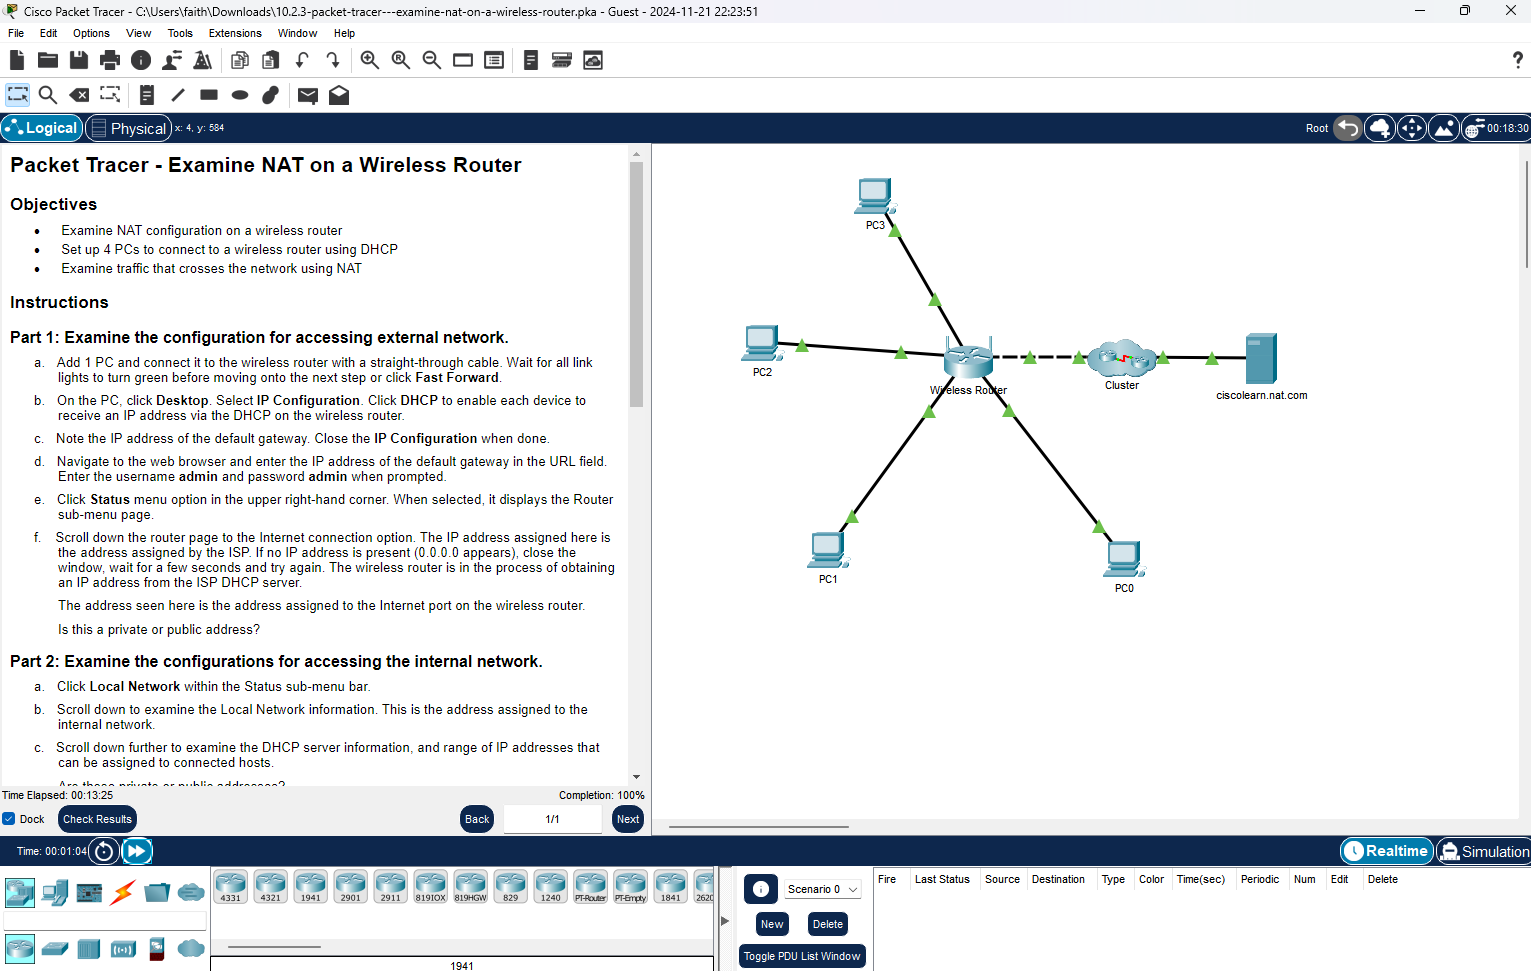 Cisco Packet Tracer - C:\Users\faith\Downloads\10.2.3-packet-tracer---examine-nat-on-a-wireless-router.pka - Guest - 2024-11-21 22:23:51
File Edit Options View Tools Extensions Window Help
Logical Physical x: 4, y: 584 Root 00:18:30
Packet Tracer - Examine NAT on a Wireless Router
Objectives
• Examine NAT configuration on a wireless router
• Set up 4 PCs to connect to a wireless router using DHCP
• Examine traffic that crosses the network using NAT
Instructions
Part 1: Examine the configuration for accessing external network.
a. Add 1 PC and connect it to the wireless router with a straight-through cable. Wait for all link
lights to turn green before moving onto the next step or click Fast Forward.
b. On the PC, click Desktop. Select IP Configuration. Click DHCP to enable each device to
receive an IP address via the DHCP on the wireless router.
c. Note the IP address of the default gateway. Close the IP Configuration when done.
d. Navigate to the web browser and enter the IP address of the default gateway in the URL field.
Enter the username admin and password admin when prompted.
e. Click Status menu option in the upper right-hand corner. When selected, it displays the Router
sub-menu page.
f. Scroll down the router page to the Internet connection option. The IP address assigned here is
the address assigned by the ISP. If no IP address is present (0.0.0.0 appears), close the
window, wait for a few seconds and try again. The wireless router is in the process of obtaining
an IP address from the ISP DHCP server.
The address seen here is the address assigned to the Internet port on the wireless router.
Is this a private or public address?
Part 2: Examine the configurations for accessing the internal network.
a. Click Local Network within the Status sub-menu bar.
b. Scroll down to examine the Local Network information. This is the address assigned to the
internal network.
c. Scroll down further to examine the DHCP server information, and range of IP addresses that
can be assigned to connected hosts.
Are these private or public addresses?
Time Elapsed: 00:13:25 Completion: 100%
Dock Check Results Back 1/1 Next
PC3
PC2
Wireless Router
Cluster
ciscolearn.nat.com
PC1
PC0
Time: 00:01:04 Realtime Simulation
4331 4321 1941 2901 2911 819IOX 819HGW 829 1240 PT-Router PT-Empty 1841 2620
1941
Scenario 0
New Delete
Toggle PDU List Window
Fire Last Status Source Destination Type Color Time(sec) Periodic Num Edit Delete